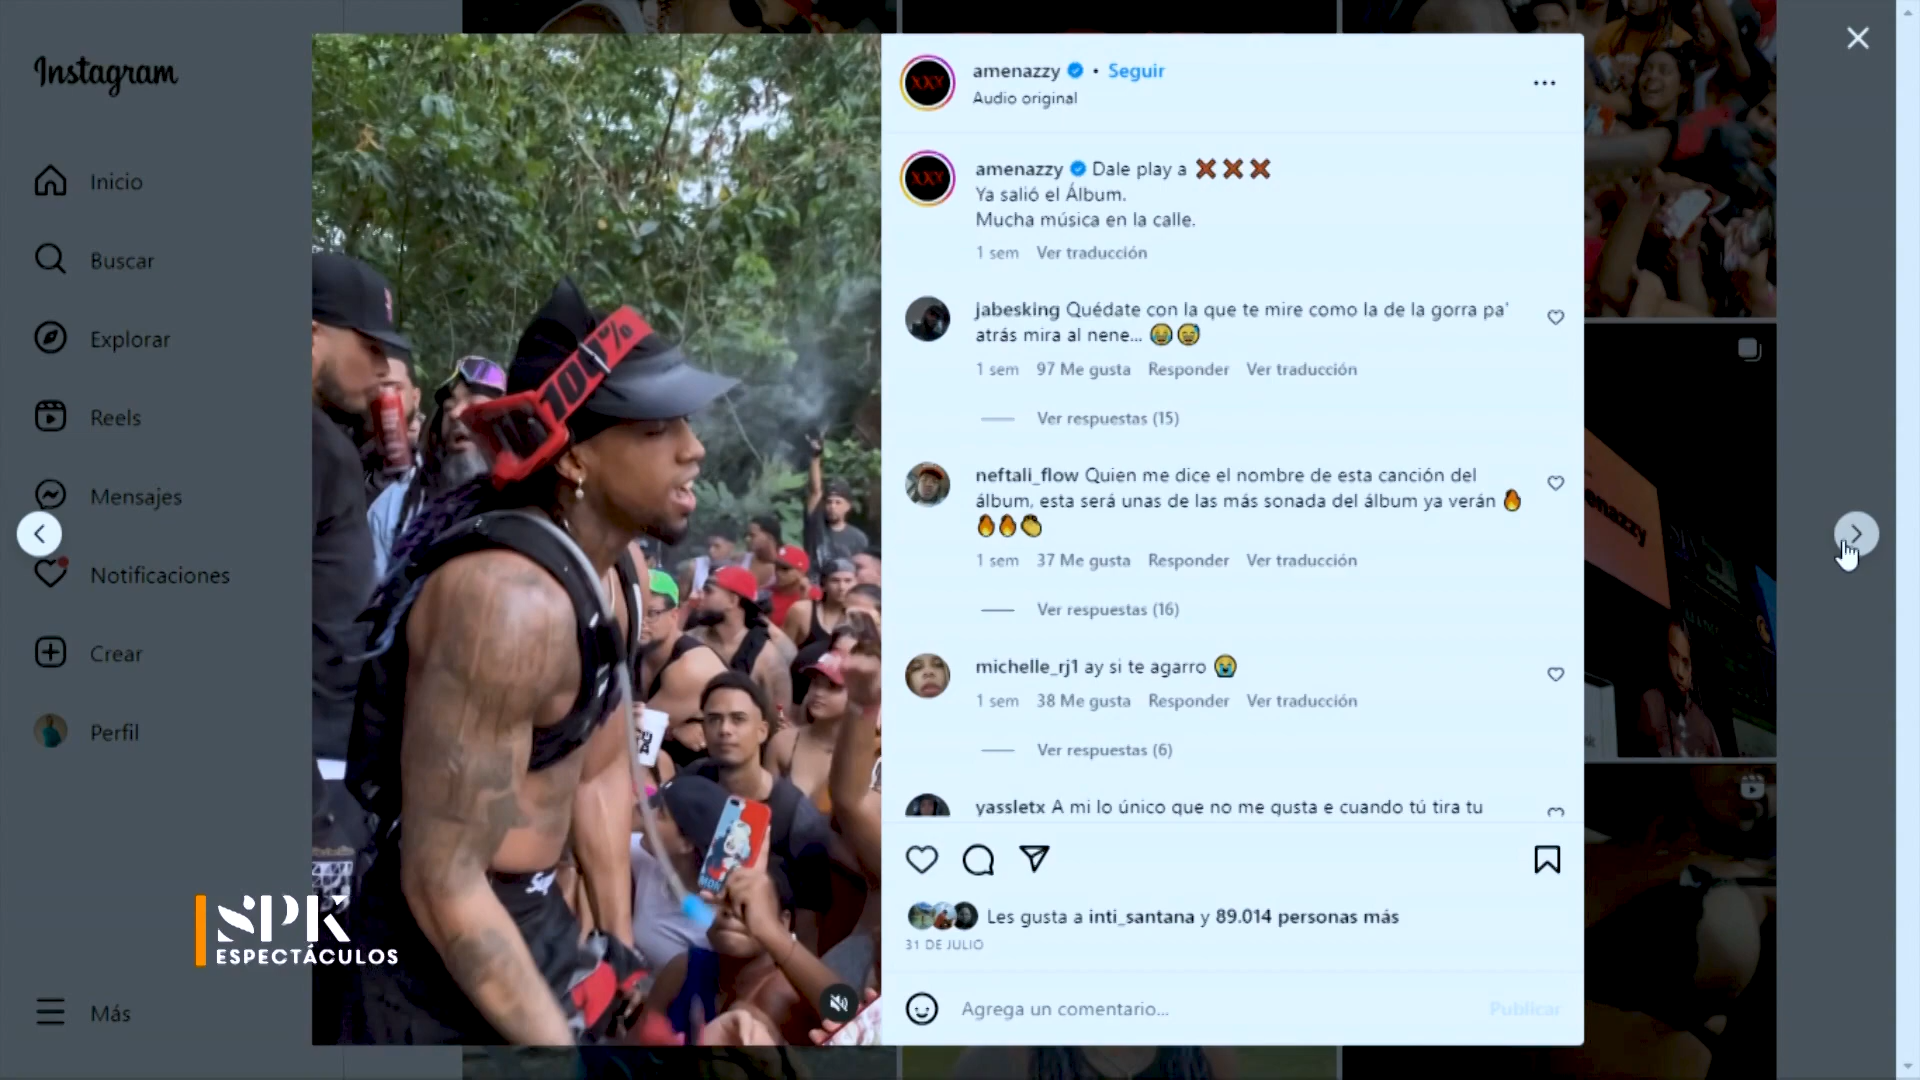 Instagram
Inicio
Buscar
Explorar
Reels
Mensajes
Notificaciones
Crear
Perfil
Más
SPK
ESPECTÁCULOS
100%
XXY
amenazzy • Seguir
Audio original
XXY
amenazzy Dale play a ❌❌❌
Ya salió el Álbum.
Mucha música en la calle.
1 sem Ver traducción
jabesking Quédate con la que te mire como la de la gorra pa'
atrás mira al nene... 😂😅
1 sem 97 Me gusta Responder Ver traducción
Ver respuestas (15)
neftali_flow Quien me dice el nombre de esta canción del
álbum, esta será unas de las más sonada del álbum ya verán 🔥
🔥🔥👏
1 sem 37 Me gusta Responder Ver traducción
Ver respuestas (16)
michelle_rj1 ay si te agarro 😭
1 sem 38 Me gusta Responder Ver traducción
Ver respuestas (6)
yassletx A mi lo único que no me gusta e cuando tú tira tu
Les gusta a inti_santana y 89.014 personas más
31 DE JULIO
Agrega un comentario...
Publicar